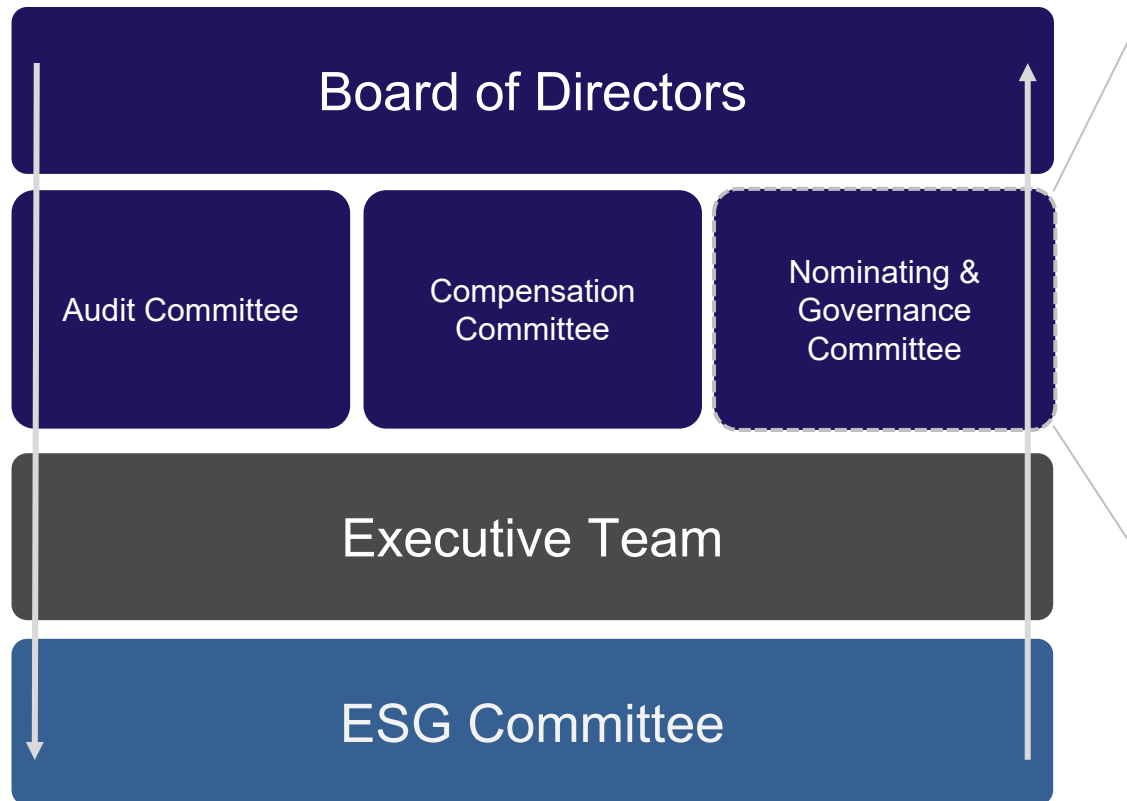 Board of Directors
Audit Committee
Compensation
Committee
Nominating &
Governance
Committee
Executive Team
ESG Committee